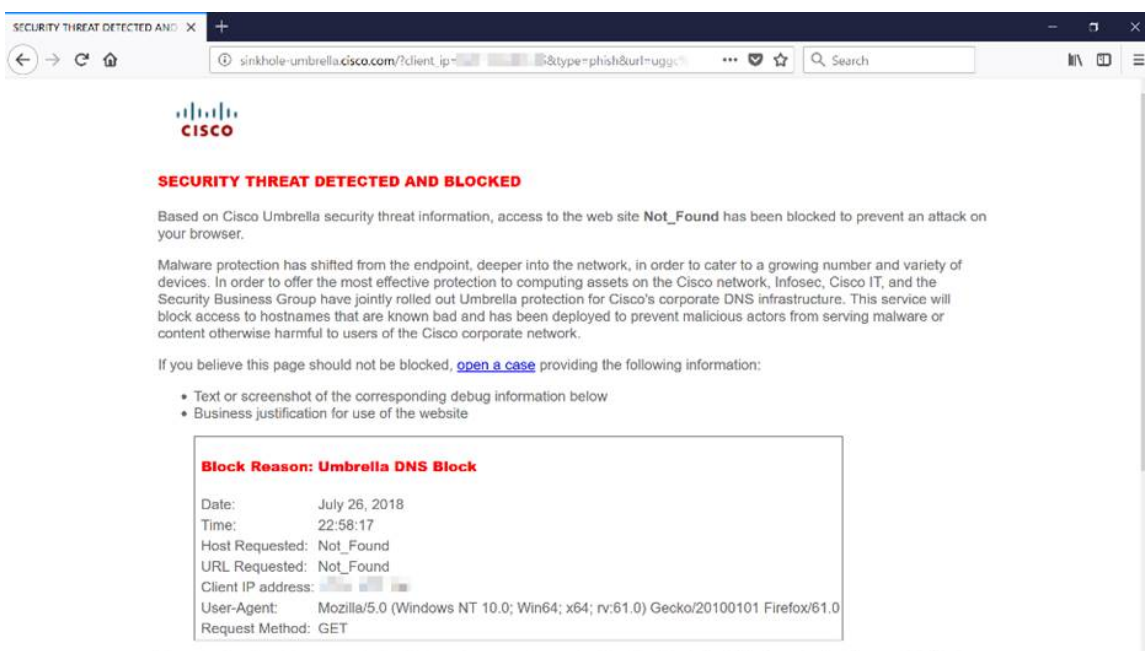 SECURITY THREAT DETECTED AND
sinkhole-umbrella.cisco.com/?client_ip= &type=phish&url=uggc
Search
CISCO
SECURITY THREAT DETECTED AND BLOCKED
Based on Cisco Umbrella security threat information, access to the web site Not_Found has been blocked to prevent an attack on
your browser.
Malware protection has shifted from the endpoint, deeper into the network, in order to cater to a growing number and variety of
devices. In order to offer the most effective protection to computing assets on the Cisco network, Infosec, Cisco IT, and the
Security Business Group have jointly rolled out Umbrella protection for Cisco's corporate DNS infrastructure. This service will
block access to hostnames that are known bad and has been deployed to prevent malicious actors from serving malware or
content otherwise harmful to users of the Cisco corporate network.
If you believe this page should not be blocked, open a case providing the following information:
• Text or screenshot of the corresponding debug information below
• Business justification for use of the website
Block Reason: Umbrella DNS Block
Date: July 26, 2018
Time: 22:58:17
Host Requested: Not_Found
URL Requested: Not_Found
Client IP address:
User-Agent: Mozilla/5.0 (Windows NT 10.0; Win64; x64; rv:61.0) Gecko/20100101 Firefox/61.0
Request Method: GET